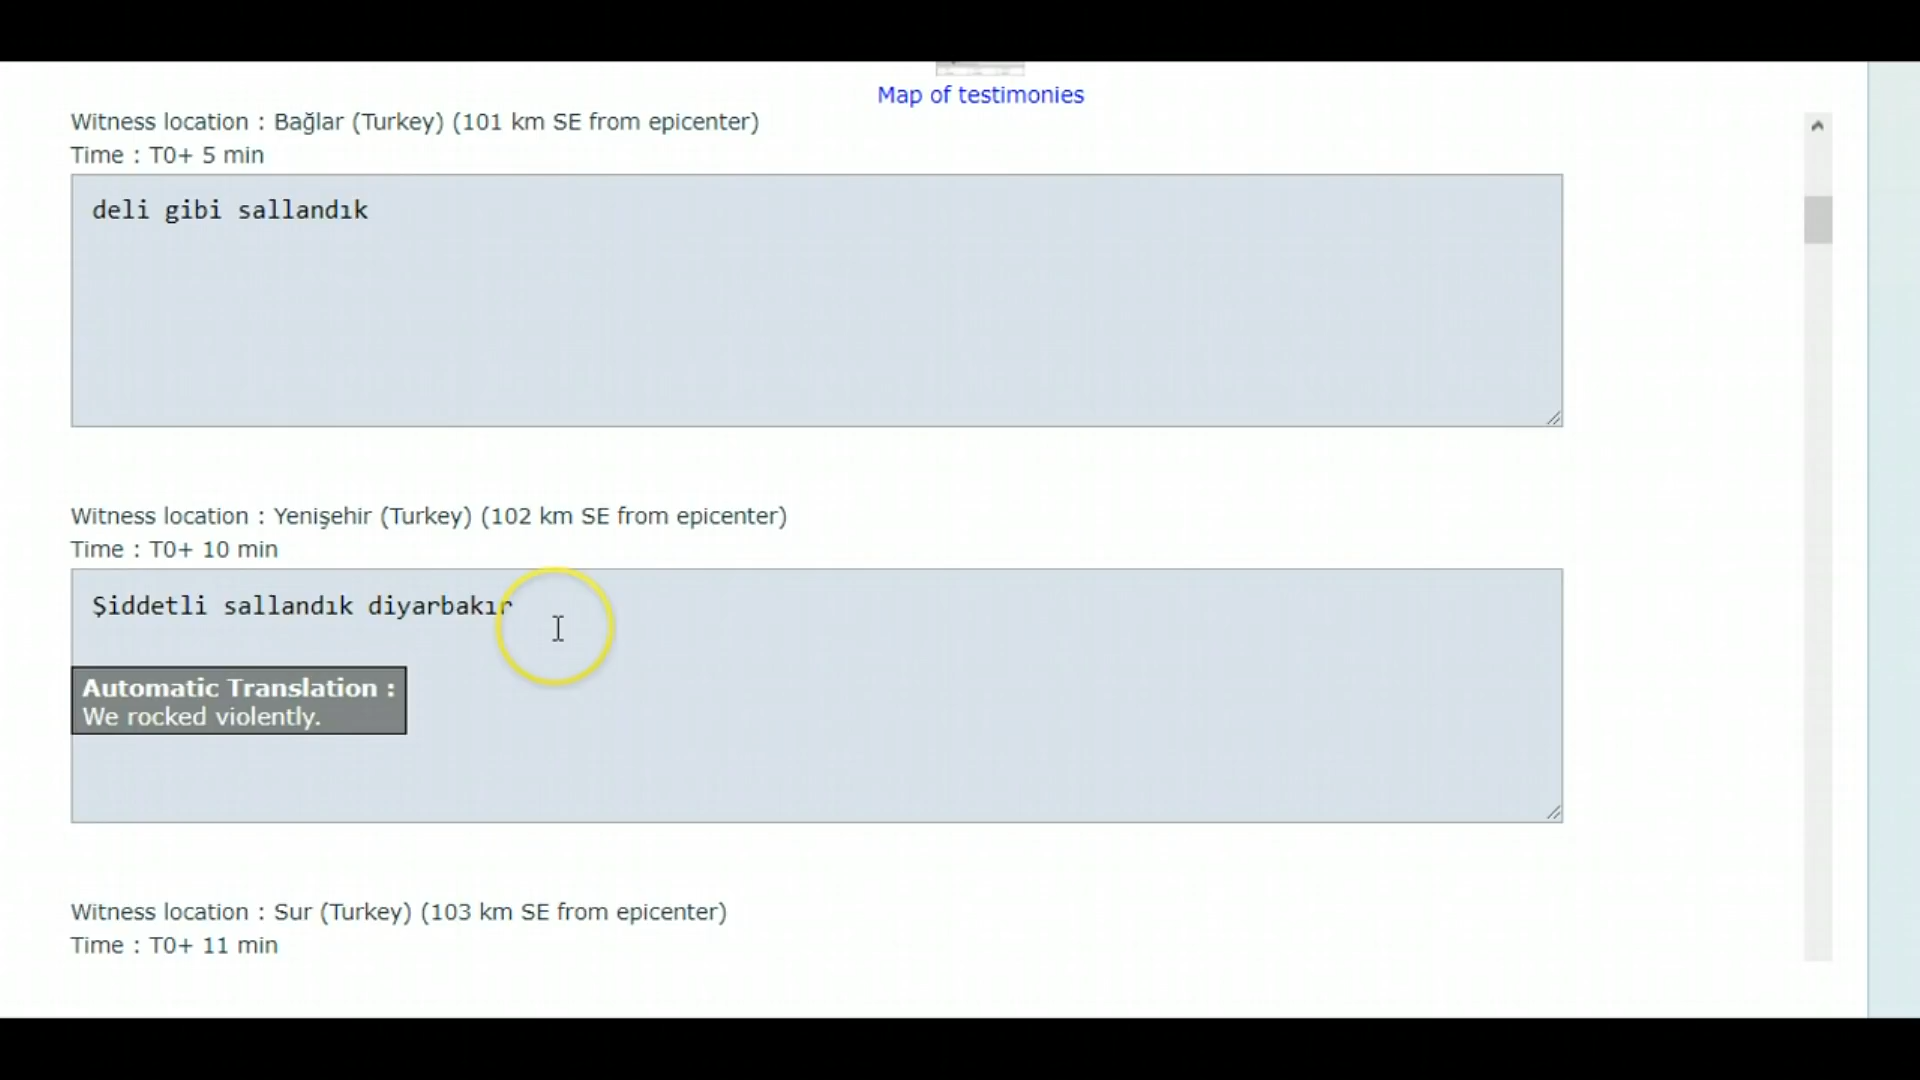 Map of testimonies
Witness location : Bağlar (Turkey) (101 km SE from epicenter)
Time : T0+ 5 min
deli gibi sallandık
Witness location : Yenişehir (Turkey) (102 km SE from epicenter)
Time : T0+ 10 min
Şiddetli sallandık diyarbakır
Automatic Translation :
We rocked violently.
Witness location : Sur (Turkey) (103 km SE from epicenter)
Time : T0+ 11 min